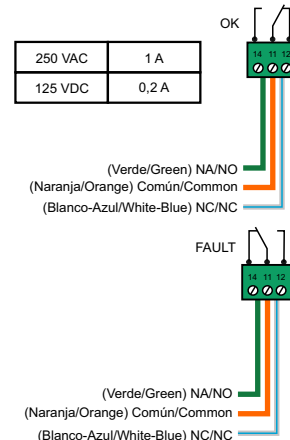 OK
250 VAC 1 A
125 VDC 0,2 A
14 11 12
(Verde/Green) NA/NO
(Naranja/Orange) Común/Common
(Blanco-Azul/White-Blue) NC/NC
FAULT
14 11 12
(Verde/Green) NA/NO
(Naranja/Orange) Común/Common
(Blanco-Azul/White-Blue) NC/NC